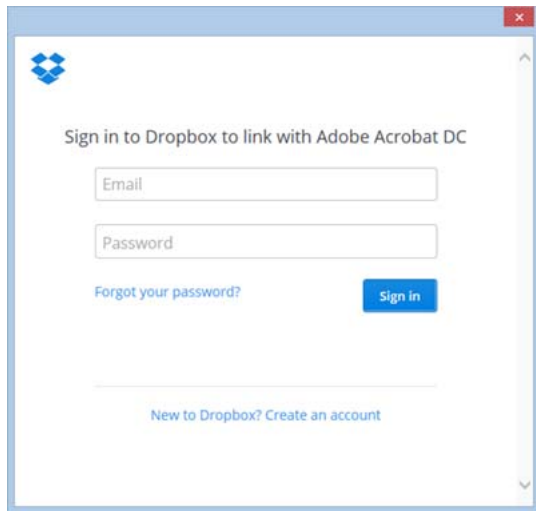 Sign in to Dropbox to link with Adobe Acrobat DC
Email
Password
Forgot your password?
Sign in
New to Dropbox? Create an account